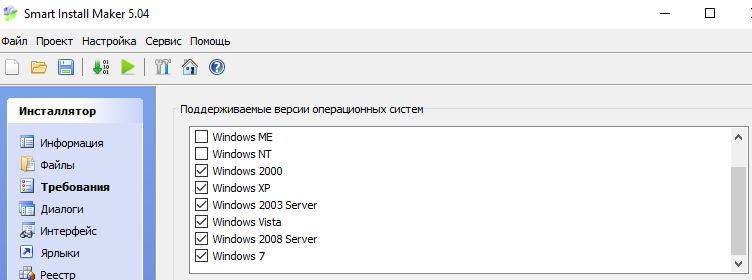 Smart Install Maker 5.04
Файл Проект Настройка Сервис Помощь
Инсталлятор
Информация
Файлы
Требования
Диалоги
Интерфейс
Ярлыки
Реестр
Поддерживаемые версии операционных систем
Windows ME
Windows NT
Windows 2000
Windows XP
Windows 2003 Server
Windows Vista
Windows 2008 Server
Windows 7